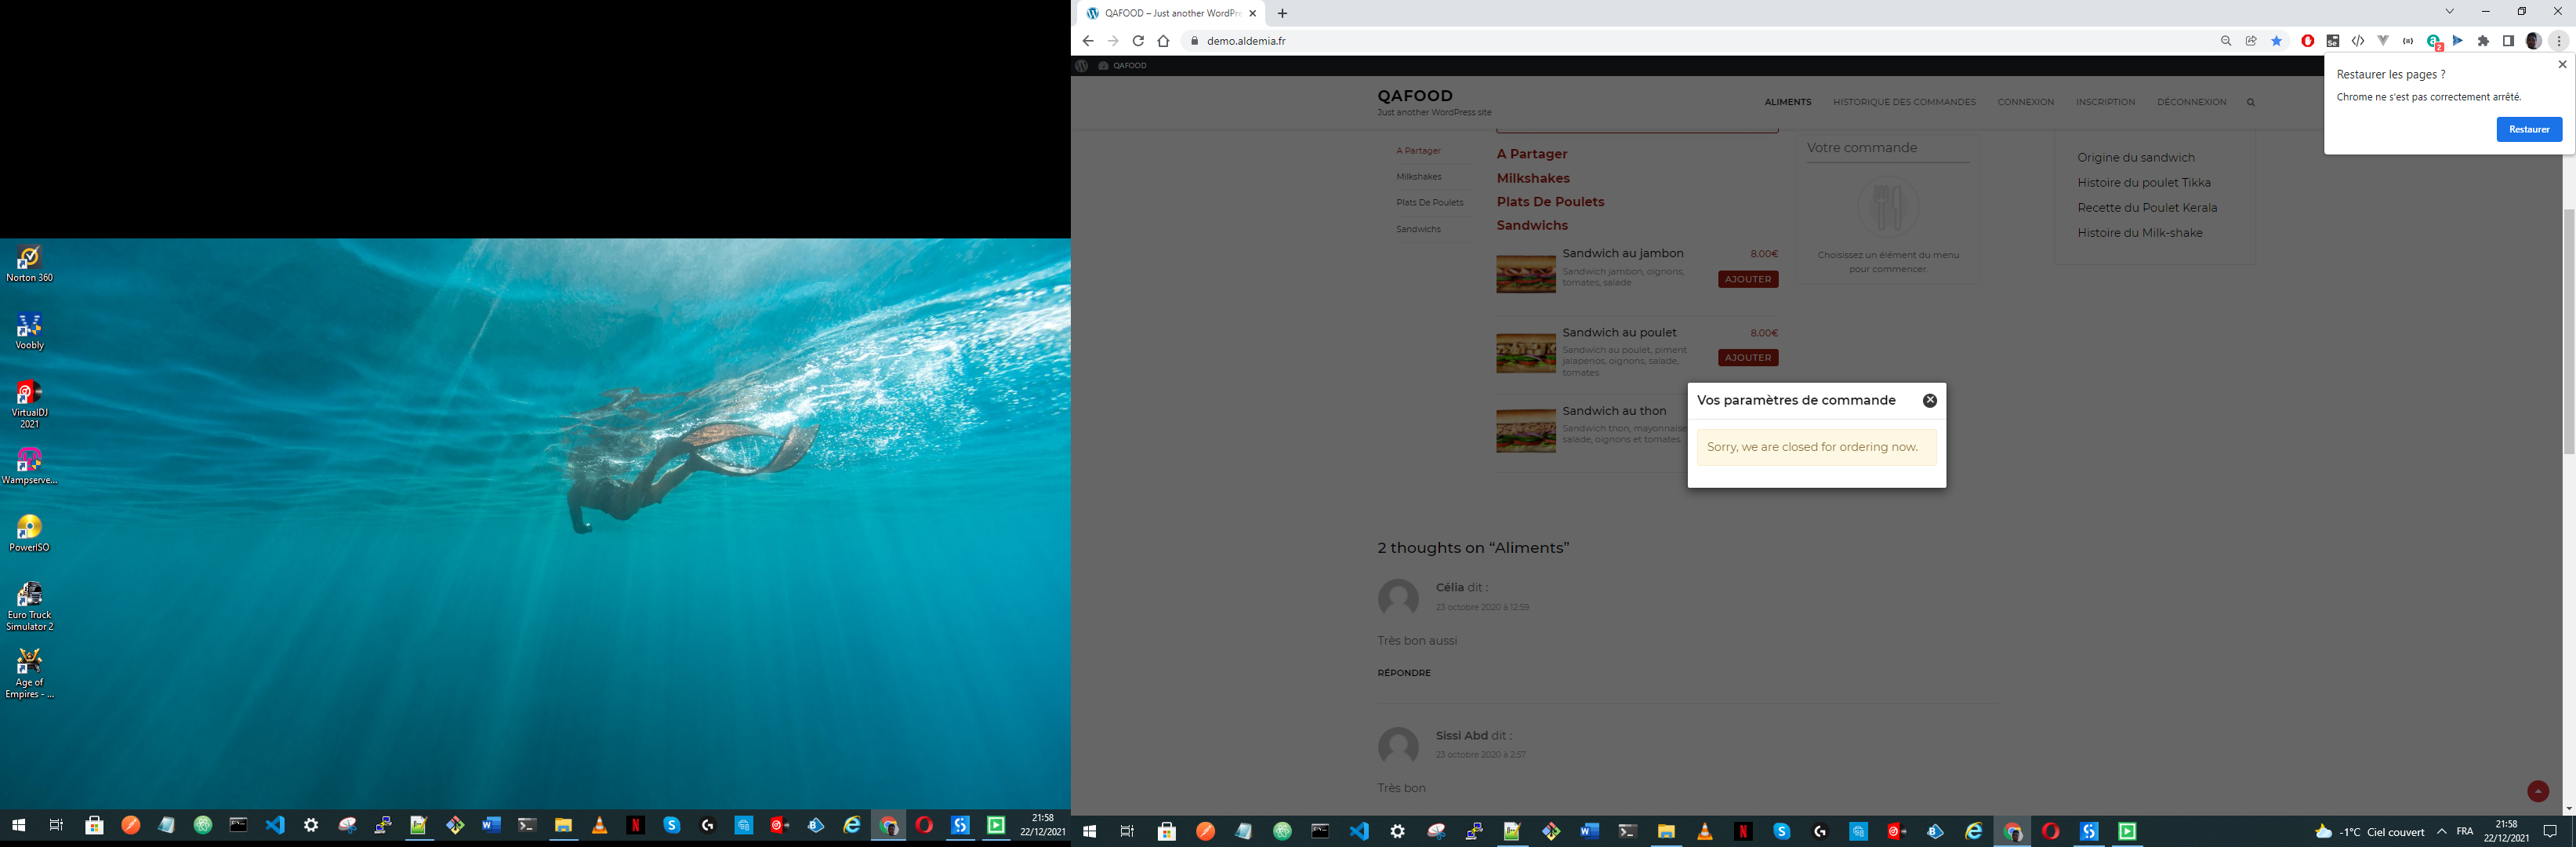 Norton 360
Voobly
VirtualDJ
2021
Wampserve...
PowerISO
Euro Truck
Simulator 2
Age of
Empires - ...
21:58
22/12/2021
QAFOOD – Just another WordPre
demo.aldemia.fr
2
QAFOOD
Restaurer les pages ?
Chrome ne s'est pas correctement arrêté.
Restaurer
QAFOOD
Just another WordPress site
ALIMENTS
HISTORIQUE DES COMMANDES
CONNEXION
INSCRIPTION
DÉCONNEXION
A Partager
Milkshakes
Plats De Poulets
Sandwichs
A Partager
Milkshakes
Plats De Poulets
Sandwichs
Sandwich au jambon
8.00€
Sandwich jambon, oignons,
tomates, salade
AJOUTER
Sandwich au poulet
8.00€
Sandwich au poulet, piment
jalapenos, oignons, salade,
tomates
AJOUTER
Sandwich au thon
Sandwich thon, mayonnaise
salade, oignons et tomates
Votre commande
Choisissez un élément du menu
pour commencer.
Origine du sandwich
Histoire du poulet Tikka
Recette du Poulet Kerala
Histoire du Milk-shake
Vos paramètres de commande
Sorry, we are closed for ordering now.
2 thoughts on “Aliments”
Célia dit :
23 octobre 2020 à 12:59
Très bon aussi
RÉPONDRE
Sissi Abd dit :
23 octobre 2020 à 2:57
Très bon
-1°C Ciel couvert
FRA
21:58
22/12/2021